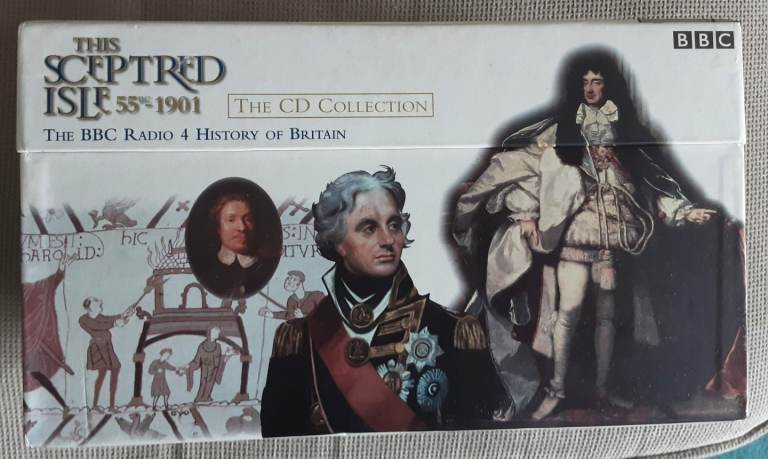 THIS
SCEPTRED
ISLE 55BC-1901
THE CD COLLECTION
THE BBC RADIO 4 HISTORY OF BRITAIN
BBC
HIC